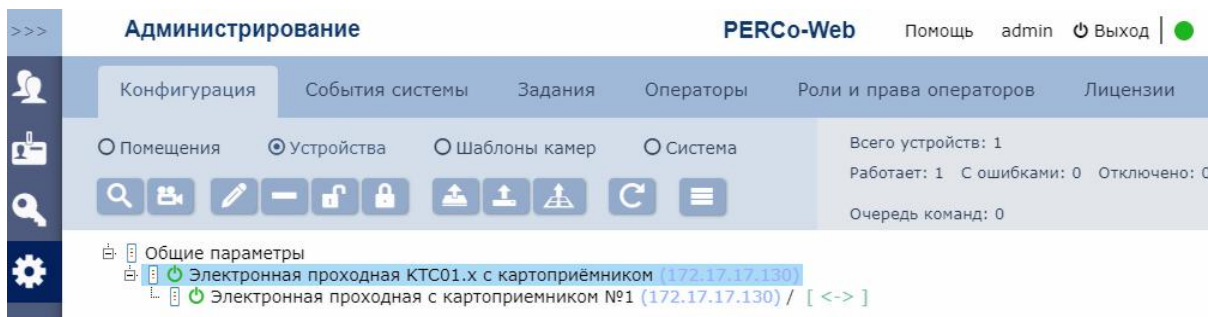 >>> Администрирование PERCo-Web Помощь admin Выход
Конфигурация События системы Задания Операторы Роли и права операторов Лицензии
Помещения Устройства Шаблоны камер Система
Всего устройств: 1
Работает: 1 С ошибками: 0 Отключено: 0
Очередь команд: 0
Общие параметры
Электронная проходная КТС01.x с картоприёмником (172.17.17.130)
Электронная проходная с картоприемником №1 (172.17.17.130) / [ <-> ]